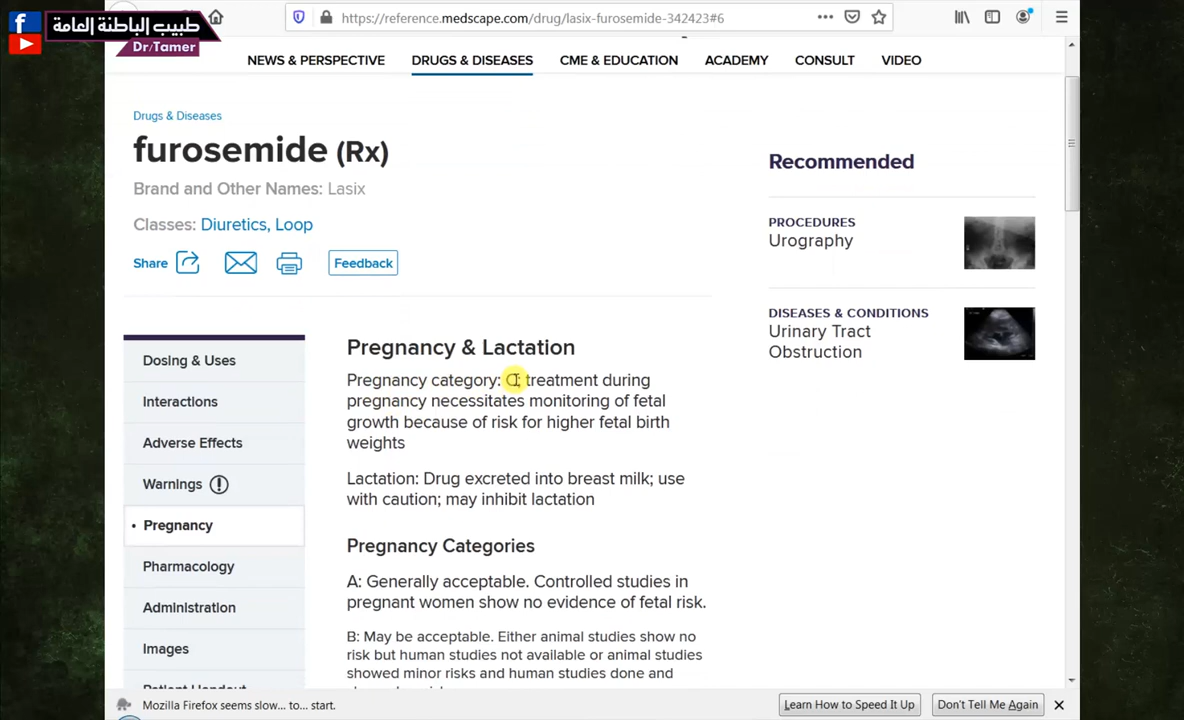 طبيب الباطنة العامة
Dr/Tamer
https://reference.medscape.com/drug/lasix-furosemide-342423#6
NEWS & PERSPECTIVE DRUGS & DISEASES CME & EDUCATION ACADEMY CONSULT VIDEO
Drugs & Diseases
furosemide (Rx)
Brand and Other Names: Lasix
Classes: Diuretics, Loop
Share
Feedback
Dosing & Uses
Interactions
Adverse Effects
Warnings
• Pregnancy
Pharmacology
Administration
Images
Patient Handout
Pregnancy & Lactation
Pregnancy category: C; treatment during
pregnancy necessitates monitoring of fetal
growth because of risk for higher fetal birth
weights
Lactation: Drug excreted into breast milk; use
with caution; may inhibit lactation
Pregnancy Categories
A: Generally acceptable. Controlled studies in
pregnant women show no evidence of fetal risk.
B: May be acceptable. Either animal studies show no
risk but human studies not available or animal studies
showed minor risks and human studies done and
Recommended
PROCEDURES
Urography
DISEASES & CONDITIONS
Urinary Tract
Obstruction
Mozilla Firefox seems slow... to... start.
Learn How to Speed It Up
Don't Tell Me Again